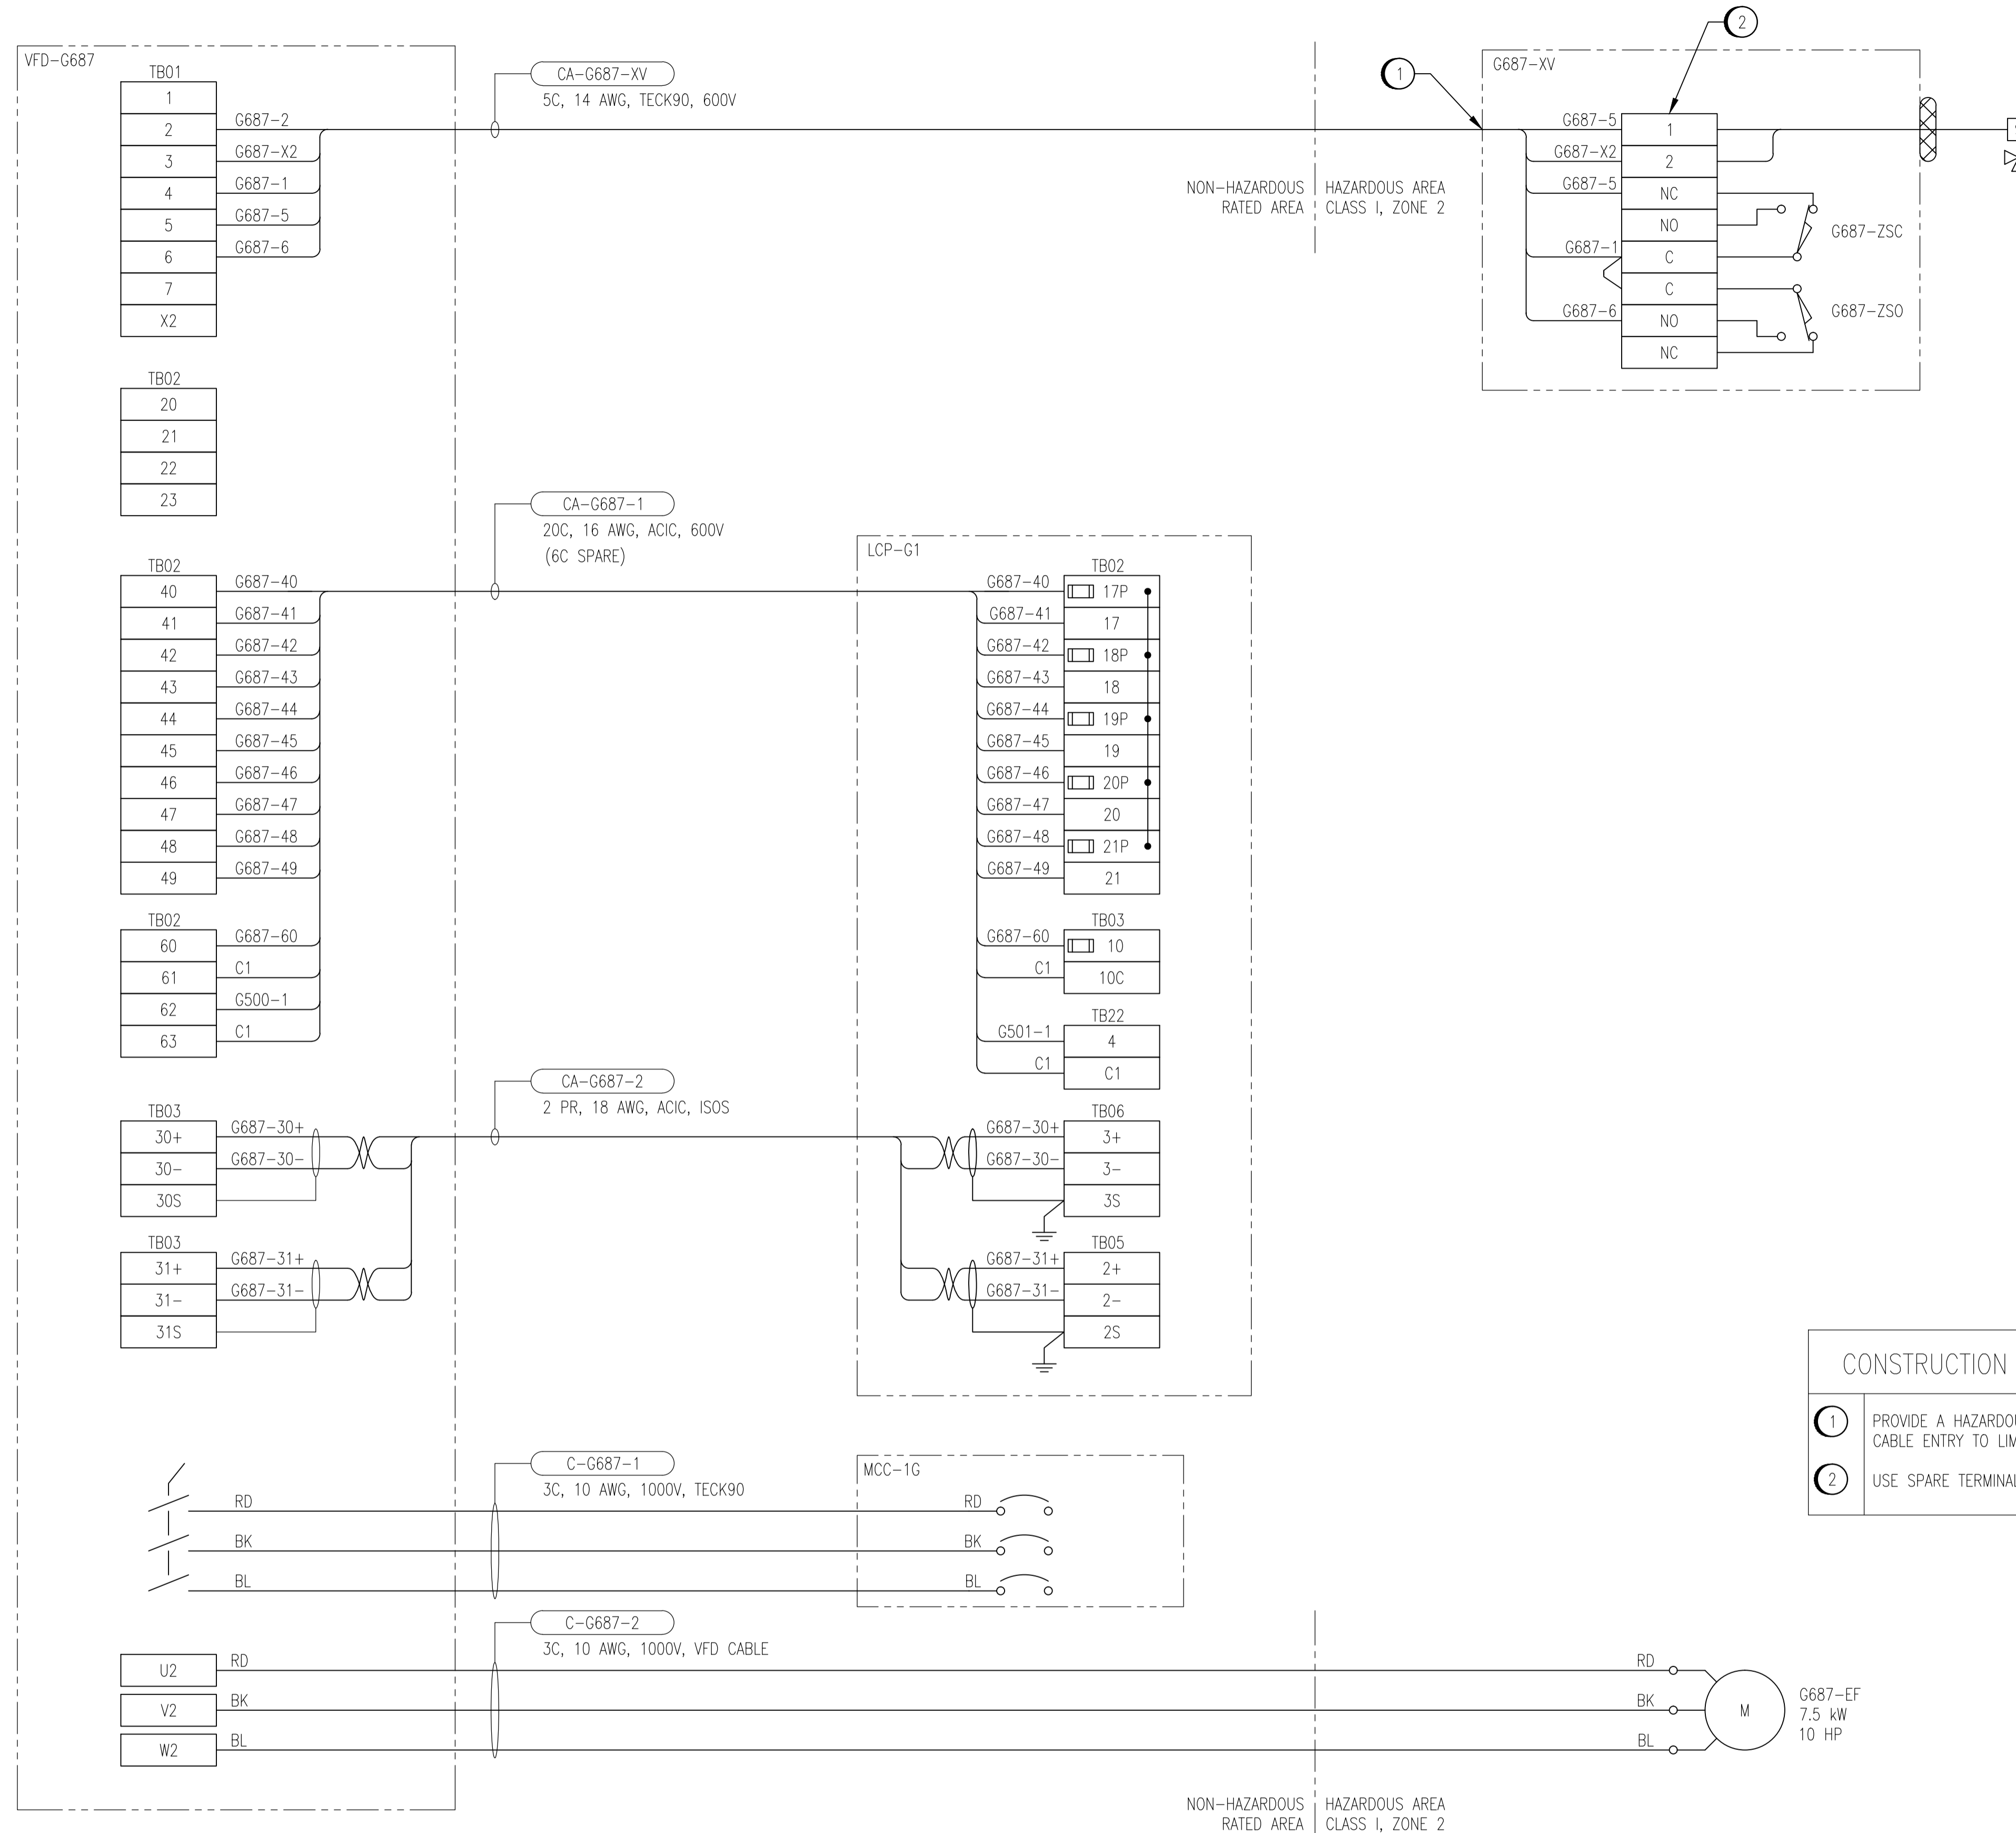 VFD-G687
TB01
1
2
3
4
5
6
7
X2
G687-2
G687-X2
G687-1
G687-5
G687-6
CA-G687-XV
5C, 14 AWG, TECK90, 600V
NON-HAZARDOUS
RATED AREA
HAZARDOUS AREA
CLASS I, ZONE 2
1
2
G687-XV
G687-5
G687-X2
G687-5
G687-1
G687-6
1
2
NC
NO
C
C
NO
NC
G687-ZSC
G687-ZSO
TB02
20
21
22
23
CA-G687-1
20C, 16 AWG, ACIC, 600V
(6C SPARE)
TB02
40
41
42
43
44
45
46
47
48
49
G687-40
G687-41
G687-42
G687-43
G687-44
G687-45
G687-46
G687-47
G687-48
G687-49
TB02
60
61
62
63
G687-60
C1
G500-1
C1
LCP-G1
TB02
G687-40
G687-41
G687-42
G687-43
G687-44
G687-45
G687-46
G687-47
G687-48
G687-49
17P
17
18P
18
19P
19
20P
20
21P
21
TB03
G687-60
C1
10
10C
TB22
G501-1
C1
4
C1
CA-G687-2
2 PR, 18 AWG, ACIC, ISOS
TB03
30+
30-
30S
G687-30+
G687-30-
TB03
31+
31-
31S
G687-31+
G687-31-
TB06
G687-30+
G687-30-
3+
3-
3S
TB05
G687-31+
G687-31-
2+
2-
2S
CONSTRUCTION
1
PROVIDE A
CABLE ENTRY TO
2
USE SPARE
C-G687-1
3C, 10 AWG, 1000V, TECK90
RD
BK
BL
MCC-1G
RD
BK
BL
C-G687-2
3C, 10 AWG, 1000V, VFD CABLE
U2
V2
W2
RD
BK
BL
RD
BK
BL
M
G687-EF
7.5 kW
10 HP
NON-HAZARDOUS
RATED AREA
HAZARDOUS AREA
CLASS I, ZONE 2